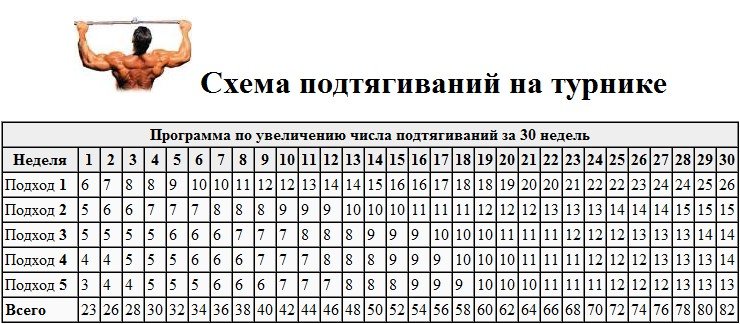 Схема подтягиваний на турнике
Программа по увеличению числа подтягиваний за 30 недель
Неделя 1 2 3 4 5 6 7 8 9 10 11 12 13 14 15 16 17 18 19 20 21 22 23 24 25 26 27 28 29 30
Подход 1 6 7 8 8 9 10 10 11 12 12 13 14 14 15 16 16 17 18 18 19 20 20 21 22 22 23 24 24 25 26
Подход 2 5 6 6 7 7 7 8 8 8 9 9 9 10 10 10 11 11 11 12 12 12 13 13 13 14 14 14 15 15 15
Подход 3 5 5 5 5 6 6 6 7 7 7 8 8 8 9 9 9 10 10 10 11 11 11 12 12 12 13 13 13 14 14
Подход 4 4 4 5 5 5 6 6 6 7 7 7 8 8 8 9 9 9 10 10 10 11 11 11 12 12 12 13 13 13 14
Подход 5 3 4 4 5 5 5 6 6 6 7 7 7 8 8 8 9 9 9 10 10 10 11 11 11 12 12 12 13 13 13
Всего 23 26 28 30 32 34 36 38 40 42 44 46 48 50 52 54 56 58 60 62 64 66 68 70 72 74 76 78 80 82